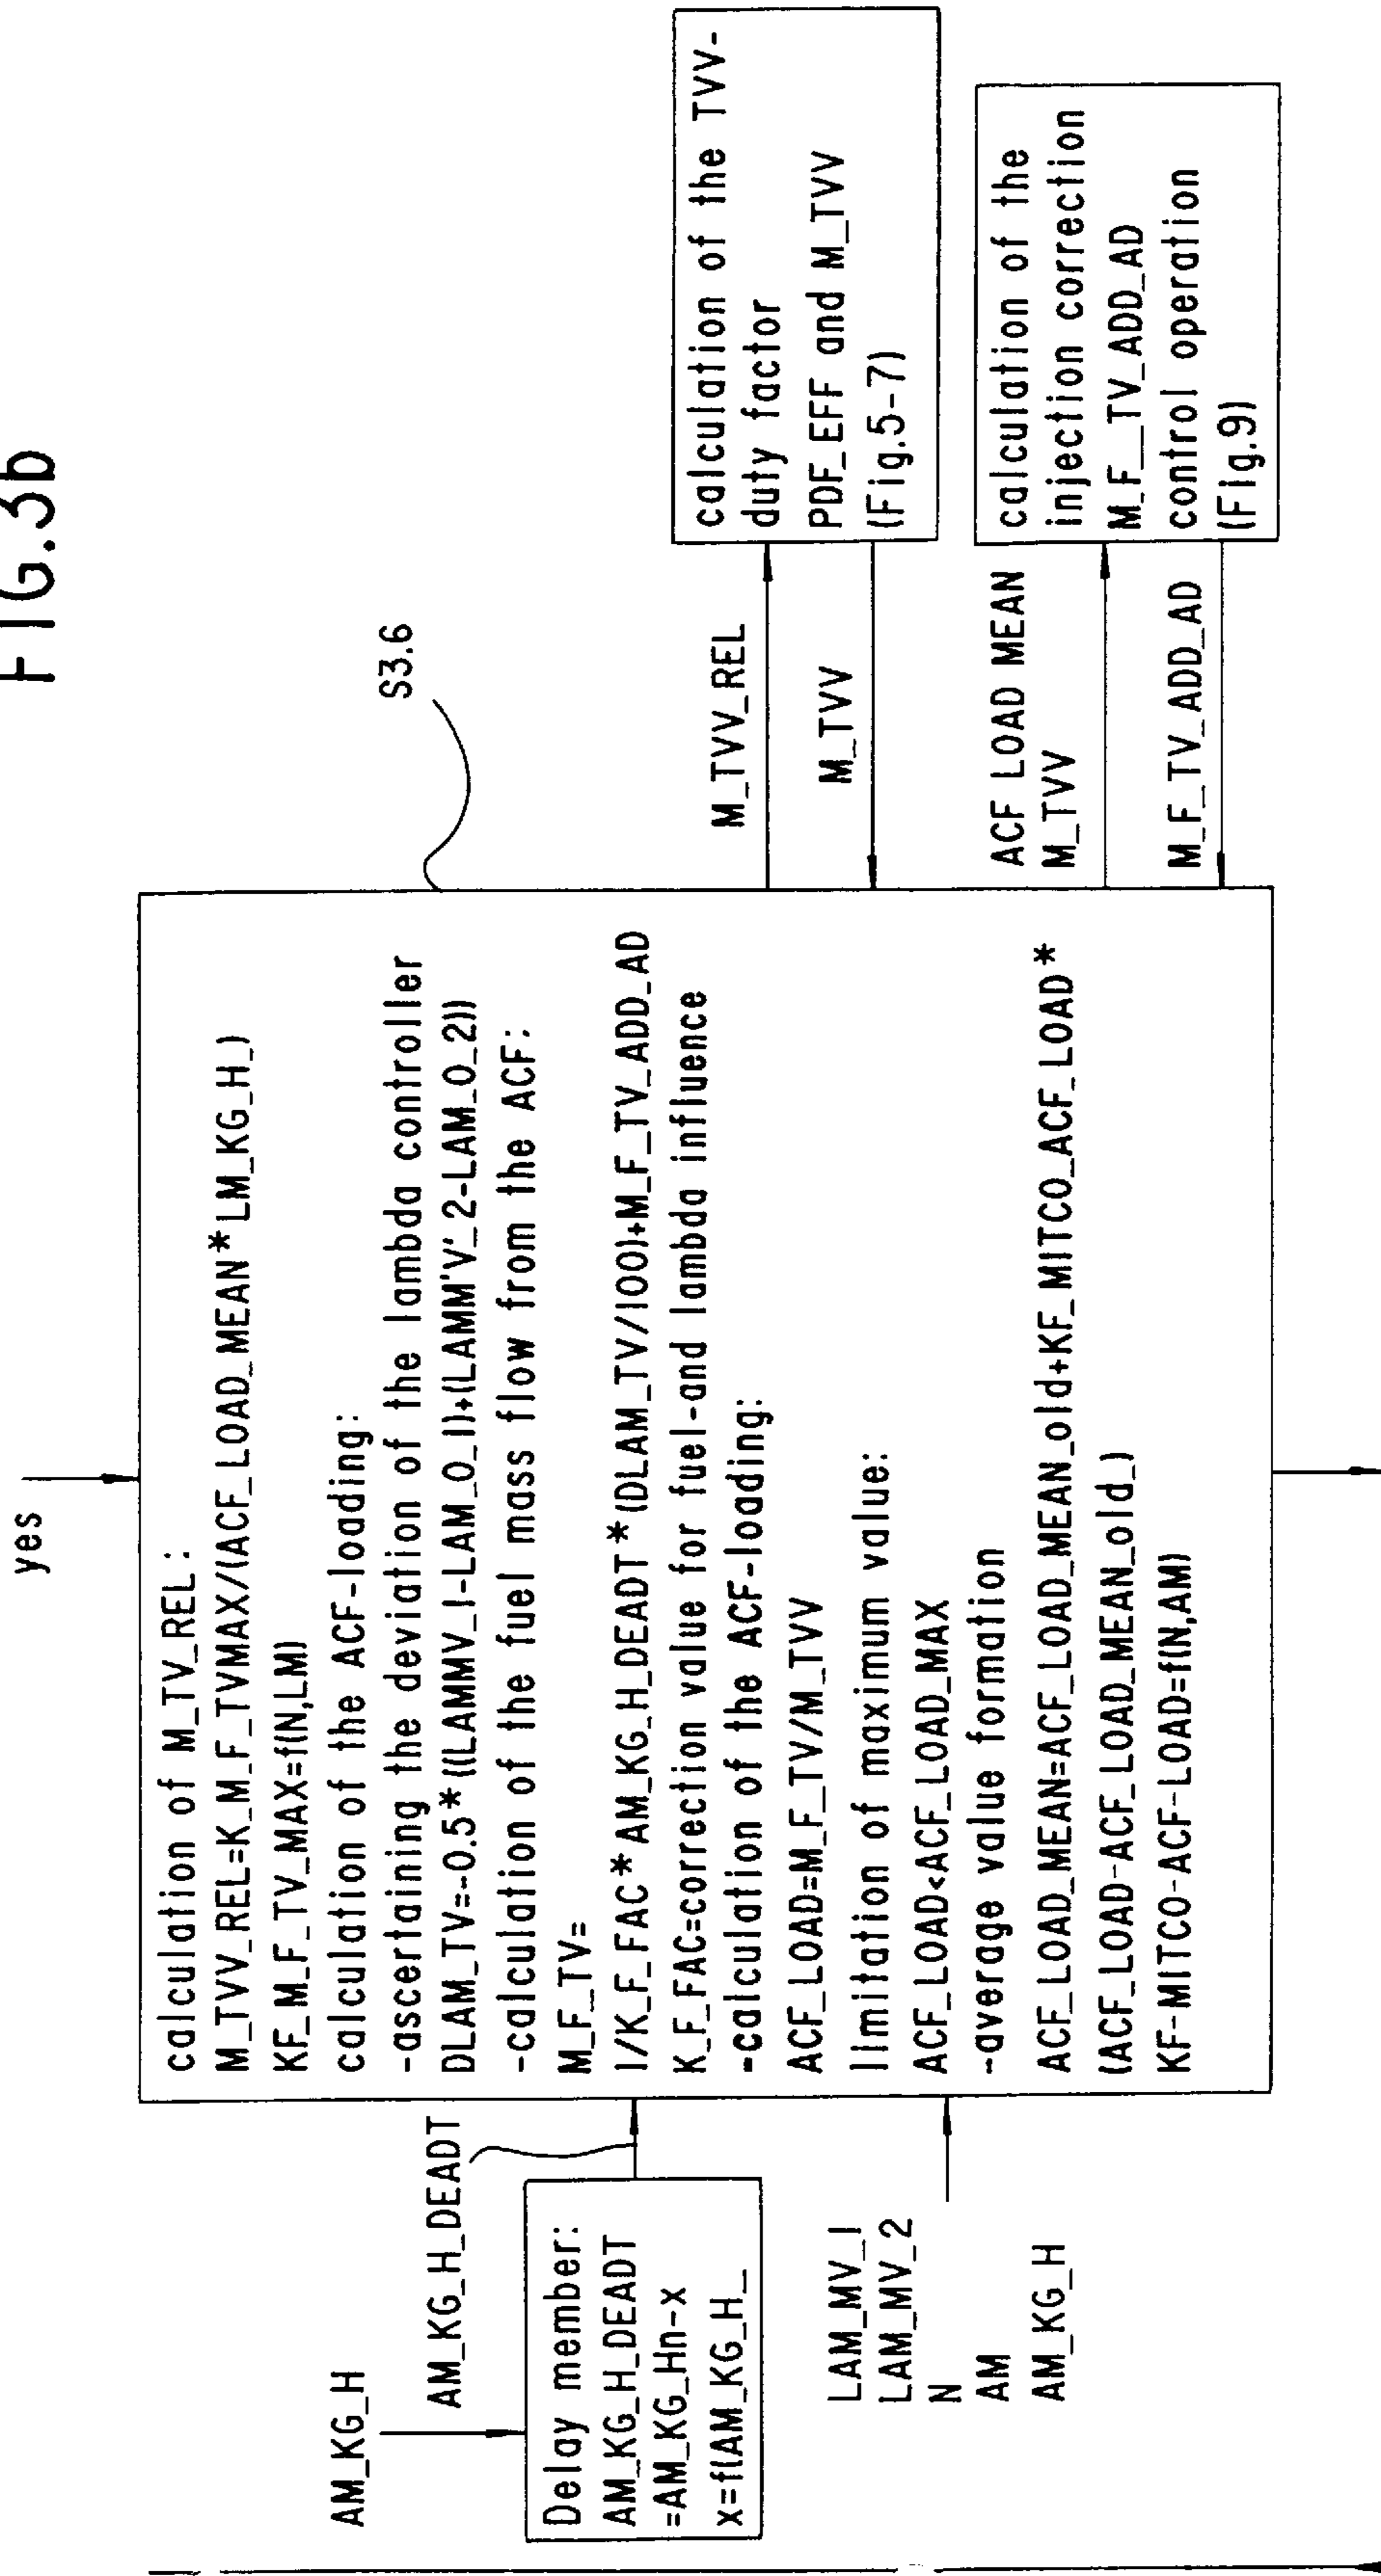 FIG.3b
yes
S3.6
calculation of M_TV_REL:
M_TVV_REL=K_M_F_TVMAX/(ACF_LOAD_MEAN*LM_KG_H_)
KF_M_F_TV_MAX=f(N,LM)
calculation of the ACF-loading:
-ascertaining the deviation of the lambda controller
DLAM_TV=-0.5*((LAMMV_1-LAM_0_1)+(LAMM'V'_2-LAM_0_2))
-calculation of the fuel mass flow from the ACF:
M_F_TV=
1/K_F_FAC*AM_KG_H_DEADT*(DLAM_TV/100)+M_F_TV_ADD_AD
K_F_FAC=correction value for fuel-and lambda influence
-calculation of the ACF-loading:
ACF_LOAD=M_F_TV/M_TVV
limitation of maximum value:
ACF_LOAD<ACF_LOAD_MAX
-average value formation
ACF_LOAD_MEAN=ACF_LOAD_MEAN_old+KF_MITCO_ACF_LOAD*
(ACF_LOAD-ACF_LOAD_MEAN_old_)
KF-MITCO-ACF-LOAD=f(N,AM)
AM_KG_H
AM_KG_H_DEADT
Delay member:
AM_KG_H_DEADT
=AM_KG_Hn-x
x=f(AM_KG_H_
LAM_MV_1
LAM_MV_2
N
AM
AM_KG_H
M_TVV_REL
M_TVV
calculation of the TVV-
duty factor
PDF_EFF and M_TVV
(Fig.5-7)
ACF LOAD MEAN
M_TVV
M_F_TV_ADD_AD
calculation of the
injection correction
M_F_TV_ADD_AD
control operation
(Fig.9)